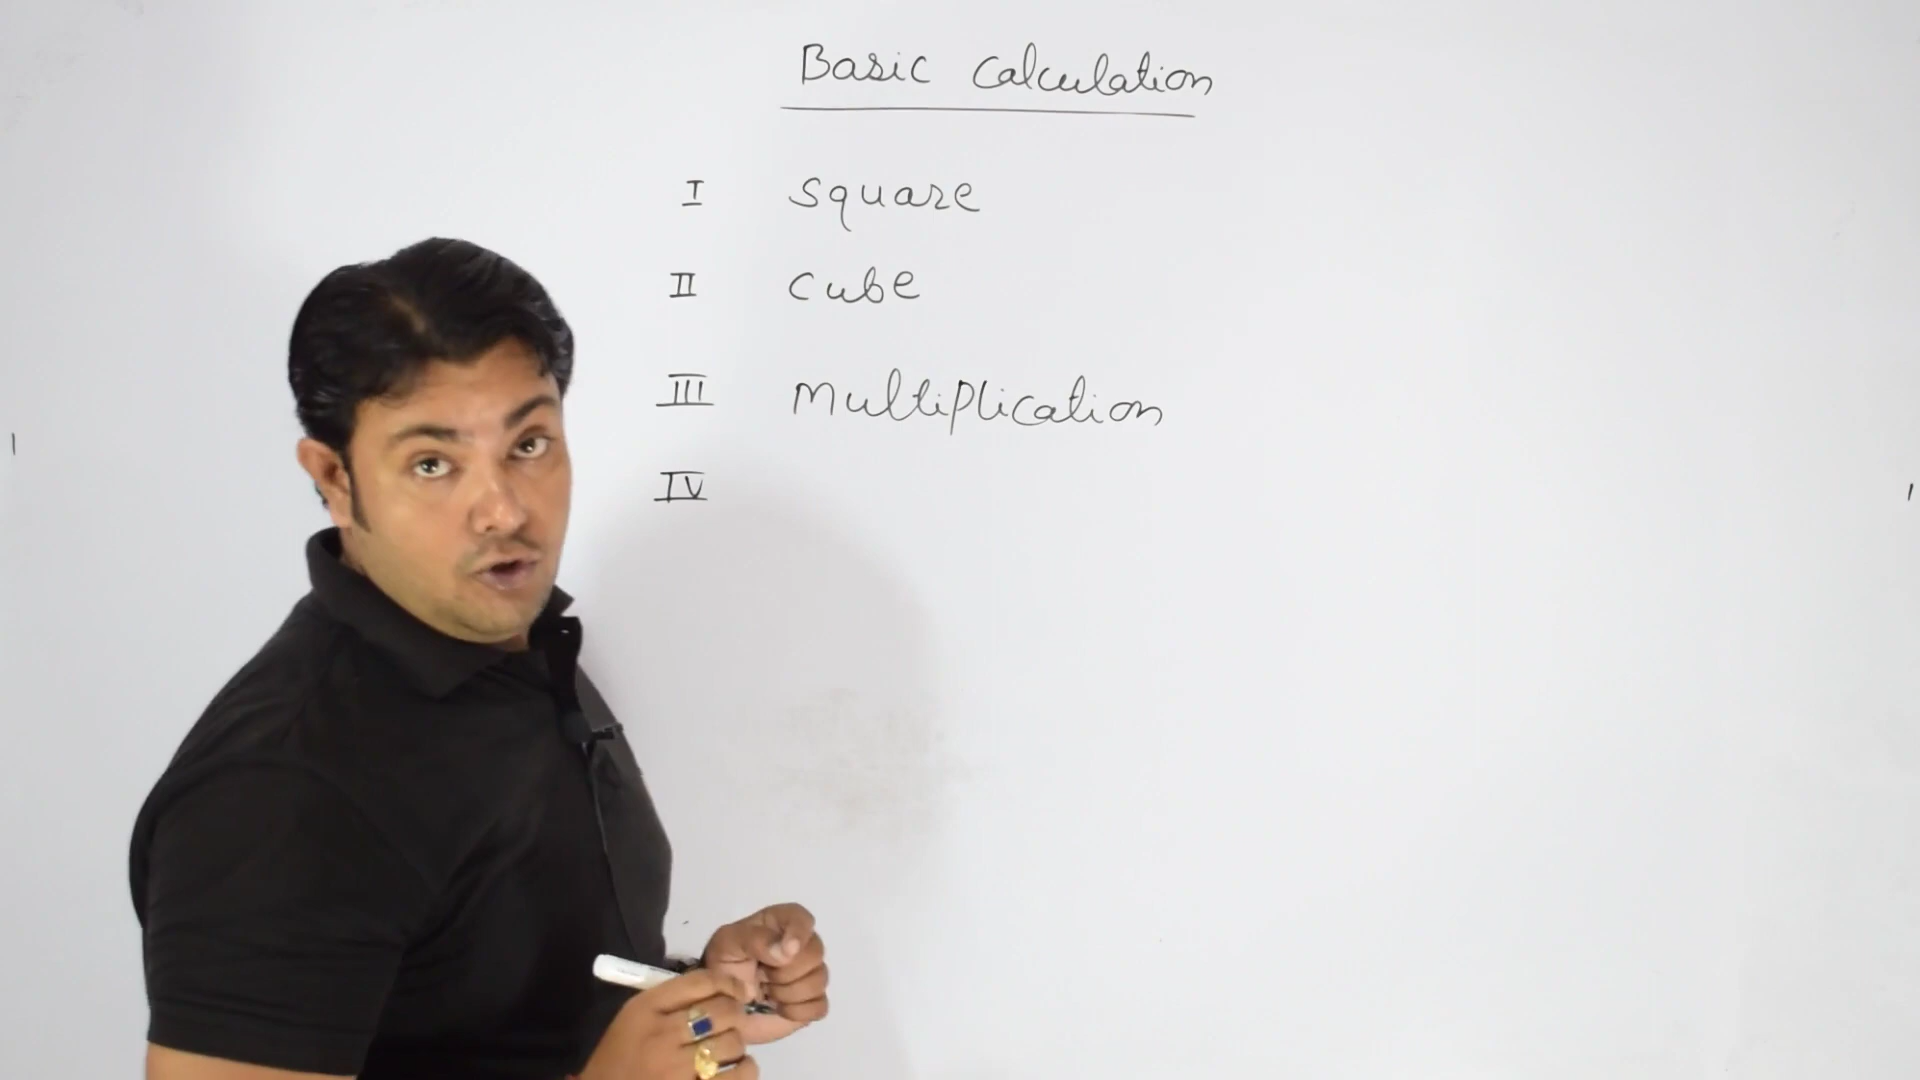 Basic Calculation
I Square
II Cube
III Multiplication
IV